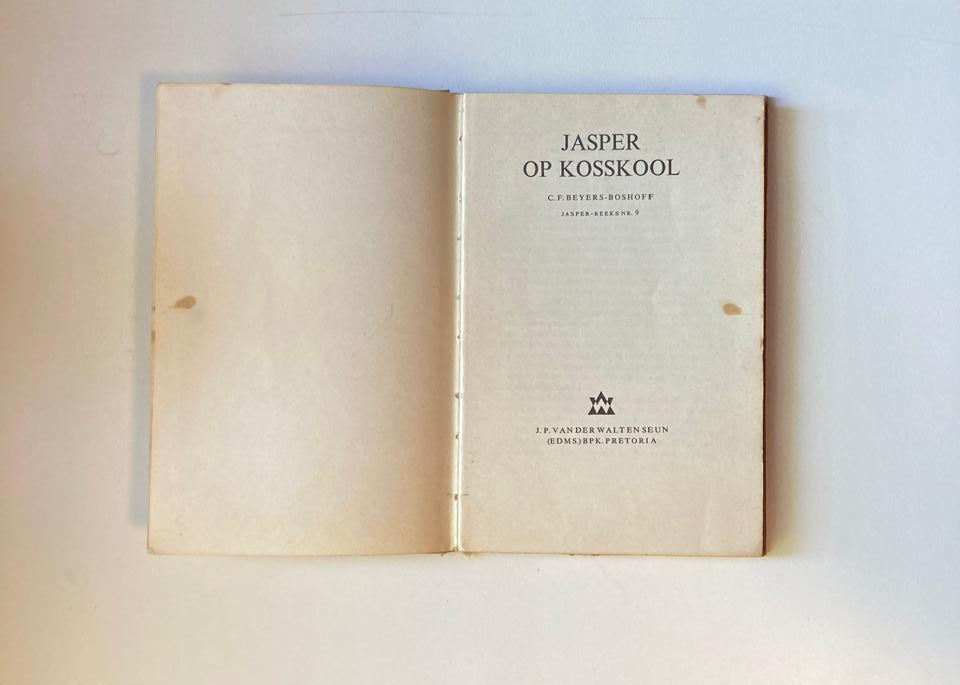 JASPER
OP KOSSKOOL
C. F. BEYERS-BOSHOFF
JASPER-REEKS NR. 9
J. P. VAN DER WALT EN SEUN
(EDMS.) BPK. PRETORIA